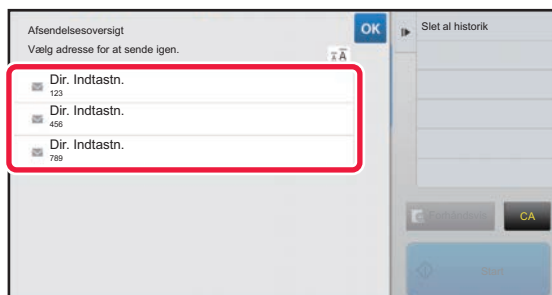 Afsendelsesoversigt
OK
Vælg adresse for at sende igen.
Dir. Indtastn.
123
Dir. Indtastn.
456
Dir. Indtastn.
789
Slet al historik
CA